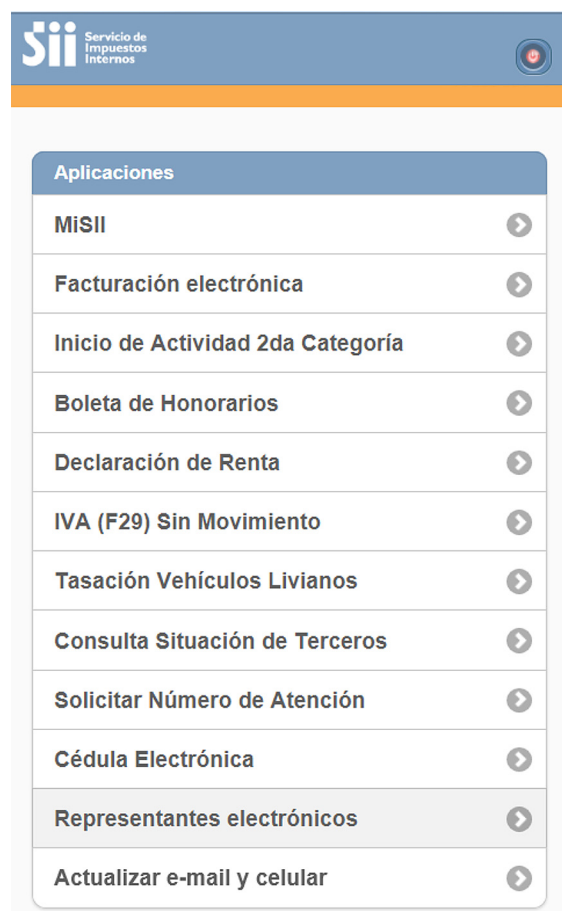 Sii
Servicio de
Impuestos
Internos
Aplicaciones
MiSII
Facturación electrónica
Inicio de Actividad 2da Categoría
Boleta de Honorarios
Declaración de Renta
IVA (F29) Sin Movimiento
Tasación Vehículos Livianos
Consulta Situación de Terceros
Solicitar Número de Atención
Cédula Electrónica
Representantes electrónicos
Actualizar e-mail y celular